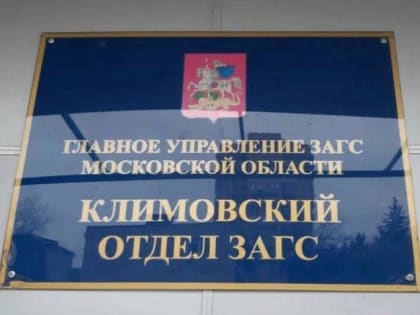 ГЛАВНОЕ УПРАВЛЕНИЕ ЗАГС
МОСКОВСКОЙ ОБЛАСТИ
КЛИМОВСКИЙ
ОТДЕЛ ЗАГС